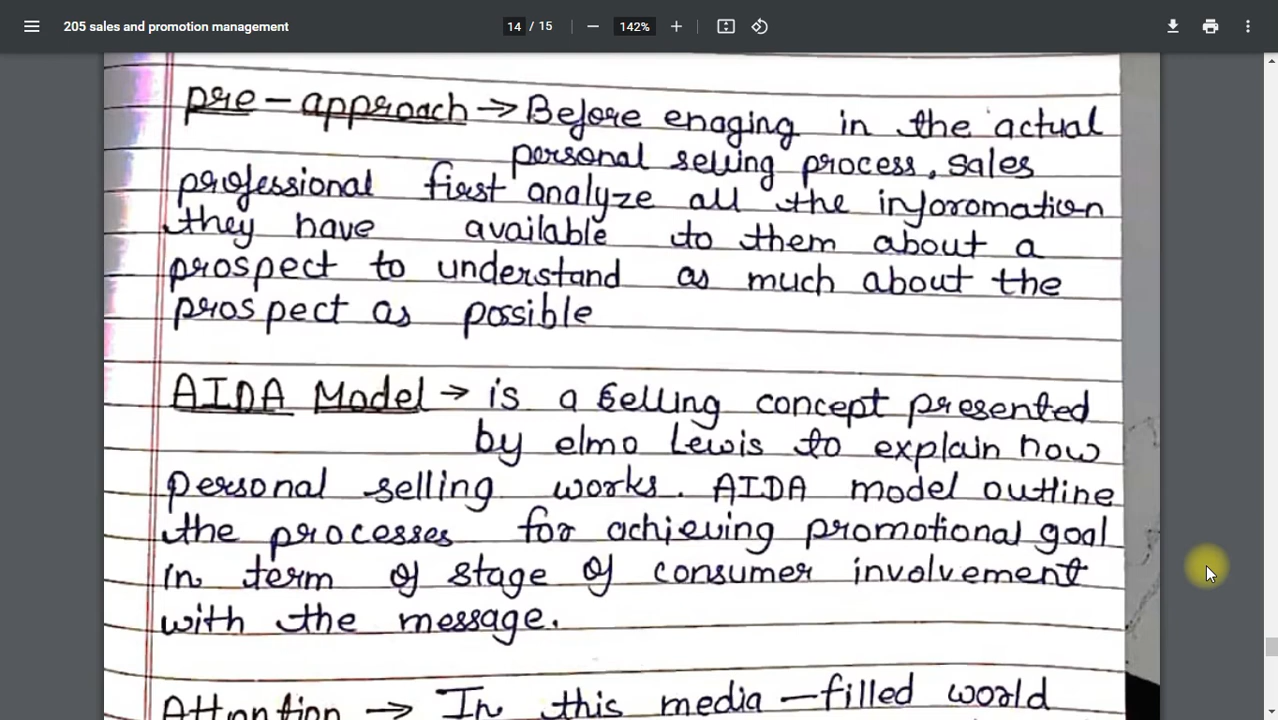 205 sales and promotion management
14 / 15
142%
pre - approach → Before enaging in the actual
personal selling process, sales
professional first analyze all the inforomation
they have available to them about a
prospect to understand as much about the
prospect as possible
AIDA Model → is a selling concept presented
by elmo Lewis to explain how
personal selling works. AIDA model outline
the processes for achieving promotional goal
in term of stage of consumer involvement
with the message.
Attention → In this media - filled world